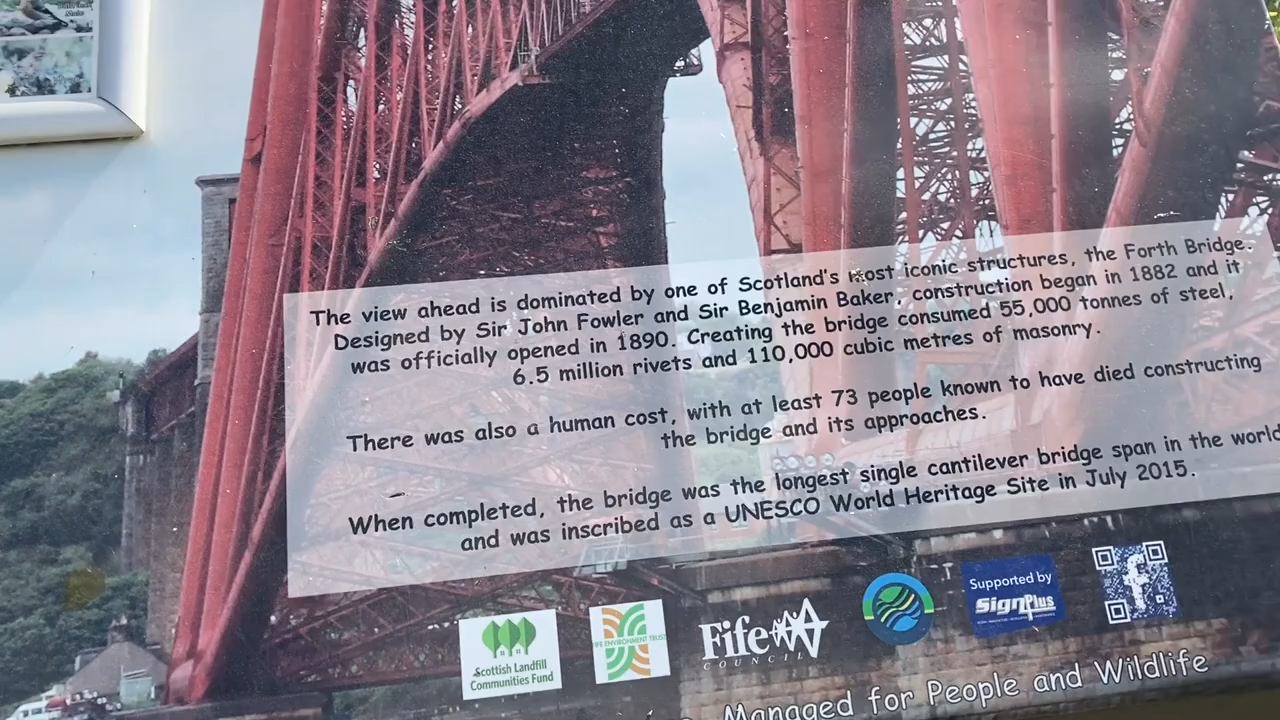 The view ahead is dominated by one of Scotland's most iconic structures, the Forth Bridge.
Designed by Sir John Fowler and Sir Benjamin Baker, construction began in 1882 and it
was officially opened in 1890. Creating the bridge consumed 55,000 tonnes of steel,
6.5 million rivets and 110,000 cubic metres of masonry.
There was also a human cost, with at least 73 people known to have died constructing
the bridge and its approaches.
When completed, the bridge was the longest single cantilever bridge span in the world
and was inscribed as a UNESCO World Heritage Site in July 2015.
Scottish Landfill
Communities Fund
FIFE ENVIRONMENT TRUST
Fife
COUNCIL
Supported by
SignPlus
Managed for People and Wildlife